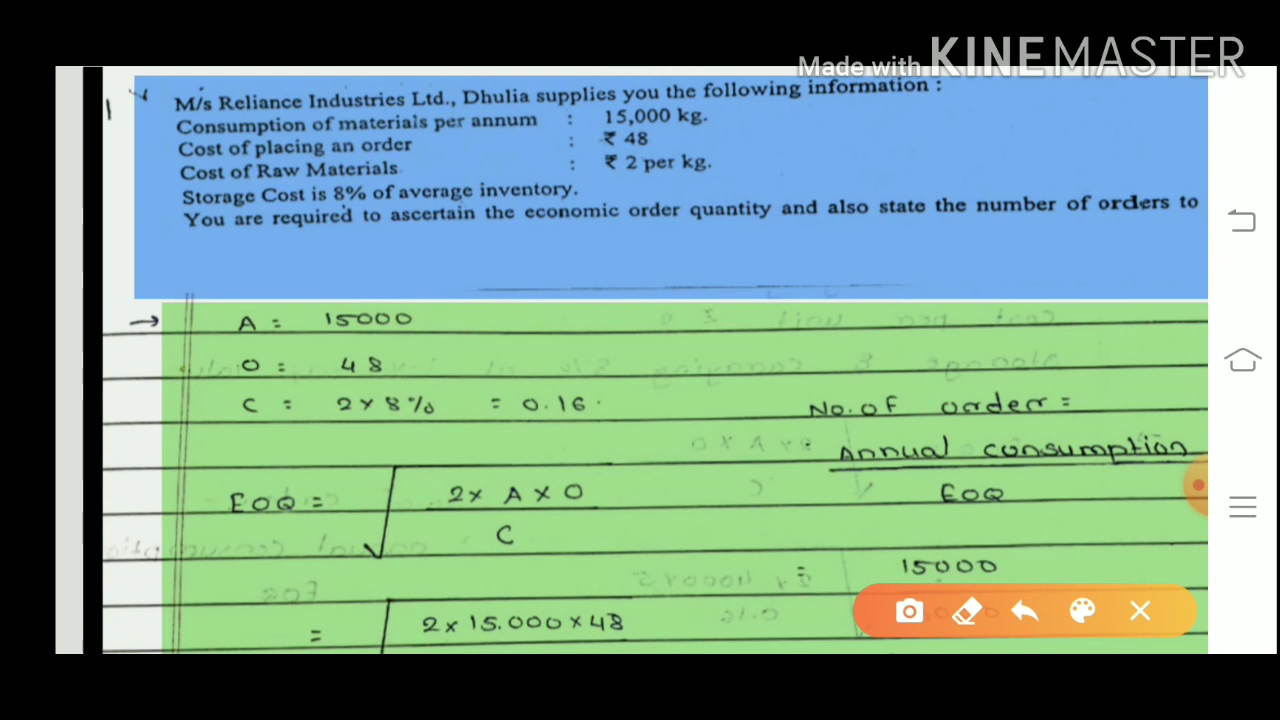 Made with KINEMASTER
1
M/s Reliance Industries Ltd., Dhulia supplies you the following information :
Consumption of materials per annum : 15,000 kg.
Cost of placing an order : ₹ 48
Cost of Raw Materials : ₹ 2 per kg.
Storage Cost is 8% of average inventory.
You are required to ascertain the economic order quantity and also state the number of orders to
→ A = 15000
O = 48
C = 2 x 8% = 0.16.
No. of order =
Annual consumption
EOQ
EOQ = √ 2x A x O
C
= 15000
= √ 2 x 15.000 x 48